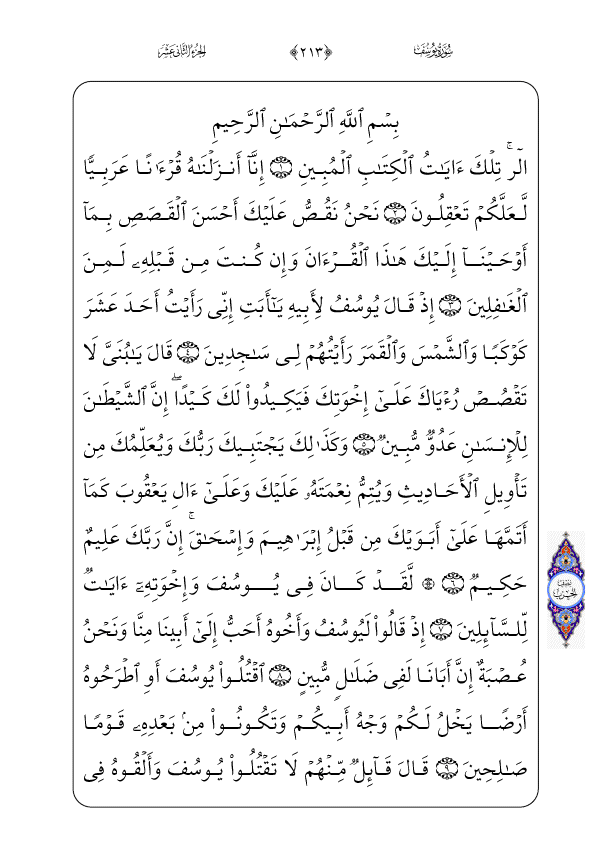 سُورَةُ يُوسُفَ ﴿٢١٣﴾ الجُزءُ الثَّانِى عَشَرَ
بِسۡمِ ٱللَّهِ ٱلرَّحۡمَـٰنِ ٱلرَّحِيمِ
الٓرۚ تِلۡكَ ءَايَـٰتُ ٱلۡكِتَـٰبِ ٱلۡمُبِينِ ١ إِنَّآ أَنزَلۡنَـٰهُ قُرۡءَٰنًا عَرَبِيًّا
لَّعَلَّكُمۡ تَعۡقِلُونَ ٢ نَحۡنُ نَقُصُّ عَلَيۡكَ أَحۡسَنَ ٱلۡقَصَصِ بِمَآ
أَوۡحَيۡنَآ إِلَيۡكَ هَـٰذَا ٱلۡقُرۡءَانَ وَإِن كُنتَ مِن قَبۡلِهِۦ لَمِنَ
ٱلۡغَـٰفِلِينَ ٣ إِذۡ قَالَ يُوسُفُ لِأَبِيهِ يَـٰٓأَبَتِ إِنِّى رَأَيۡتُ أَحَدَ عَشَرَ
كَوۡكَبًا وَٱلشَّمۡسَ وَٱلۡقَمَرَ رَأَيۡتُهُمۡ لِى سَـٰجِدِينَ ٤ قَالَ يَـٰبُنَىَّ لَا
تَقۡصُصۡ رُءۡيَاكَ عَلَىٰٓ إِخۡوَتِكَ فَيَكِيدُوا۟ لَكَ كَيۡدًاۖ إِنَّ ٱلشَّيۡطَـٰنَ
لِلۡإِنسَـٰنِ عَدُوٌّ مُّبِينٌ ٥ وَكَذَٰلِكَ يَجۡتَبِيكَ رَبُّكَ وَيُعَلِّمُكَ مِن
تَأۡوِيلِ ٱلۡأَحَادِيثِ وَيُتِمُّ نِعۡمَتَهُۥ عَلَيۡكَ وَعَلَىٰٓ ءَالِ يَعۡقُوبَ كَمَآ
أَتَمَّهَا عَلَىٰٓ أَبَوَيۡكَ مِن قَبۡلُ إِبۡرَٰهِيمَ وَإِسۡحَـٰقَۚ إِنَّ رَبَّكَ عَلِيمٌ
حَكِيمٌ ٦ ۞ لَّقَدۡ كَانَ فِى يُوسُفَ وَإِخۡوَتِهِۦٓ ءَايَـٰتٌ
لِّلسَّآئِلِينَ ٧ إِذۡ قَالُوا۟ لَيُوسُفُ وَأَخُوهُ أَحَبُّ إِلَىٰٓ أَبِينَا مِنَّا وَنَحۡنُ
عُصۡبَةٌ إِنَّ أَبَانَا لَفِى ضَلَـٰلٍ مُّبِينٍ ٨ ٱقۡتُلُوا۟ يُوسُفَ أَوِ ٱطۡرَحُوهُ
أَرۡضًا يَخۡلُ لَكُمۡ وَجۡهُ أَبِيكُمۡ وَتَكُونُوا۟ مِنۢ بَعۡدِهِۦ قَوۡمًا
صَـٰلِحِينَ ٩ قَالَ قَآئِلٌ مِّنۡهُمۡ لَا تَقۡتُلُوا۟ يُوسُفَ وَأَلۡقُوهُ فِى